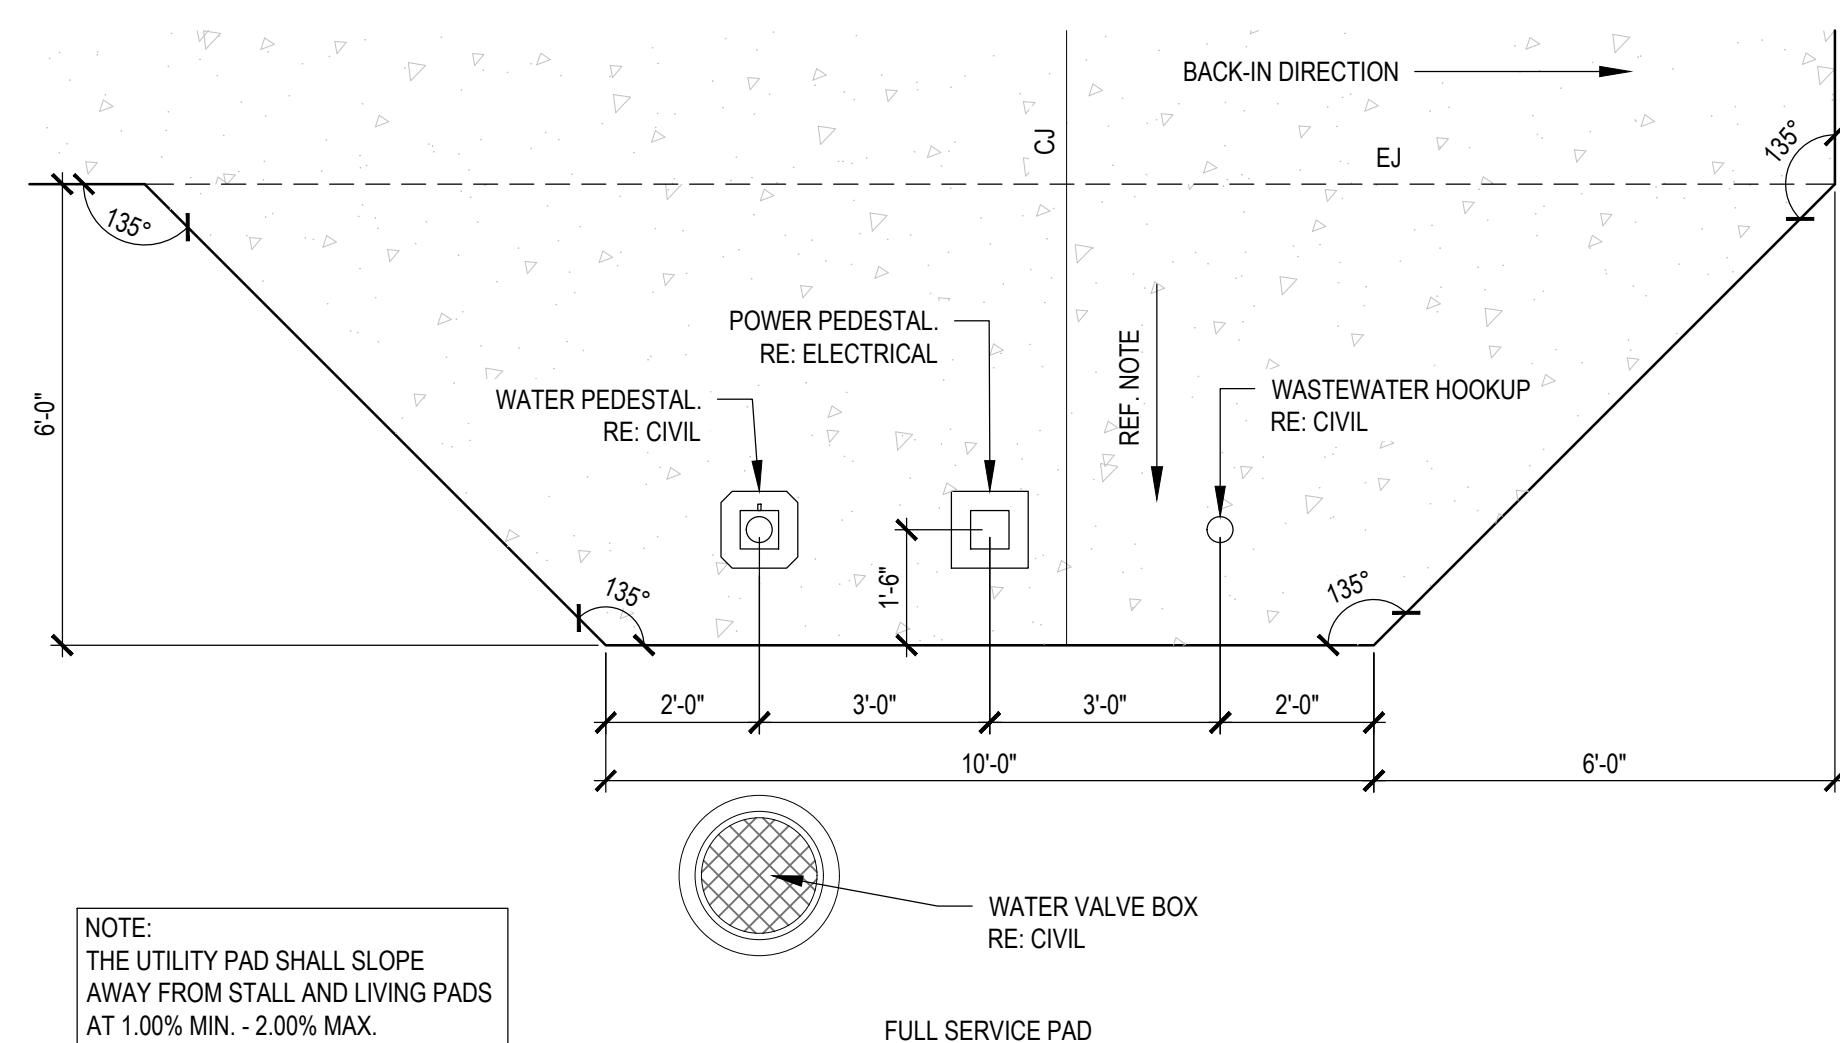 BACK-IN DIRECTION
CJ
EJ
135°
135°
POWER PEDESTAL.
RE: ELECTRICAL
REF. NOTE
WATER PEDESTAL.
RE: CIVIL
WASTEWATER HOOKUP
RE: CIVIL
6'-0"
1'-6"
135°
135°
2'-0"
3'-0"
3'-0"
2'-0"
10'-0"
6'-0"
WATER VALVE BOX
RE: CIVIL
NOTE:
THE UTILITY PAD SHALL SLOPE
AWAY FROM STALL AND LIVING PADS
AT 1.00% MIN. - 2.00% MAX.
FULL SERVICE PAD